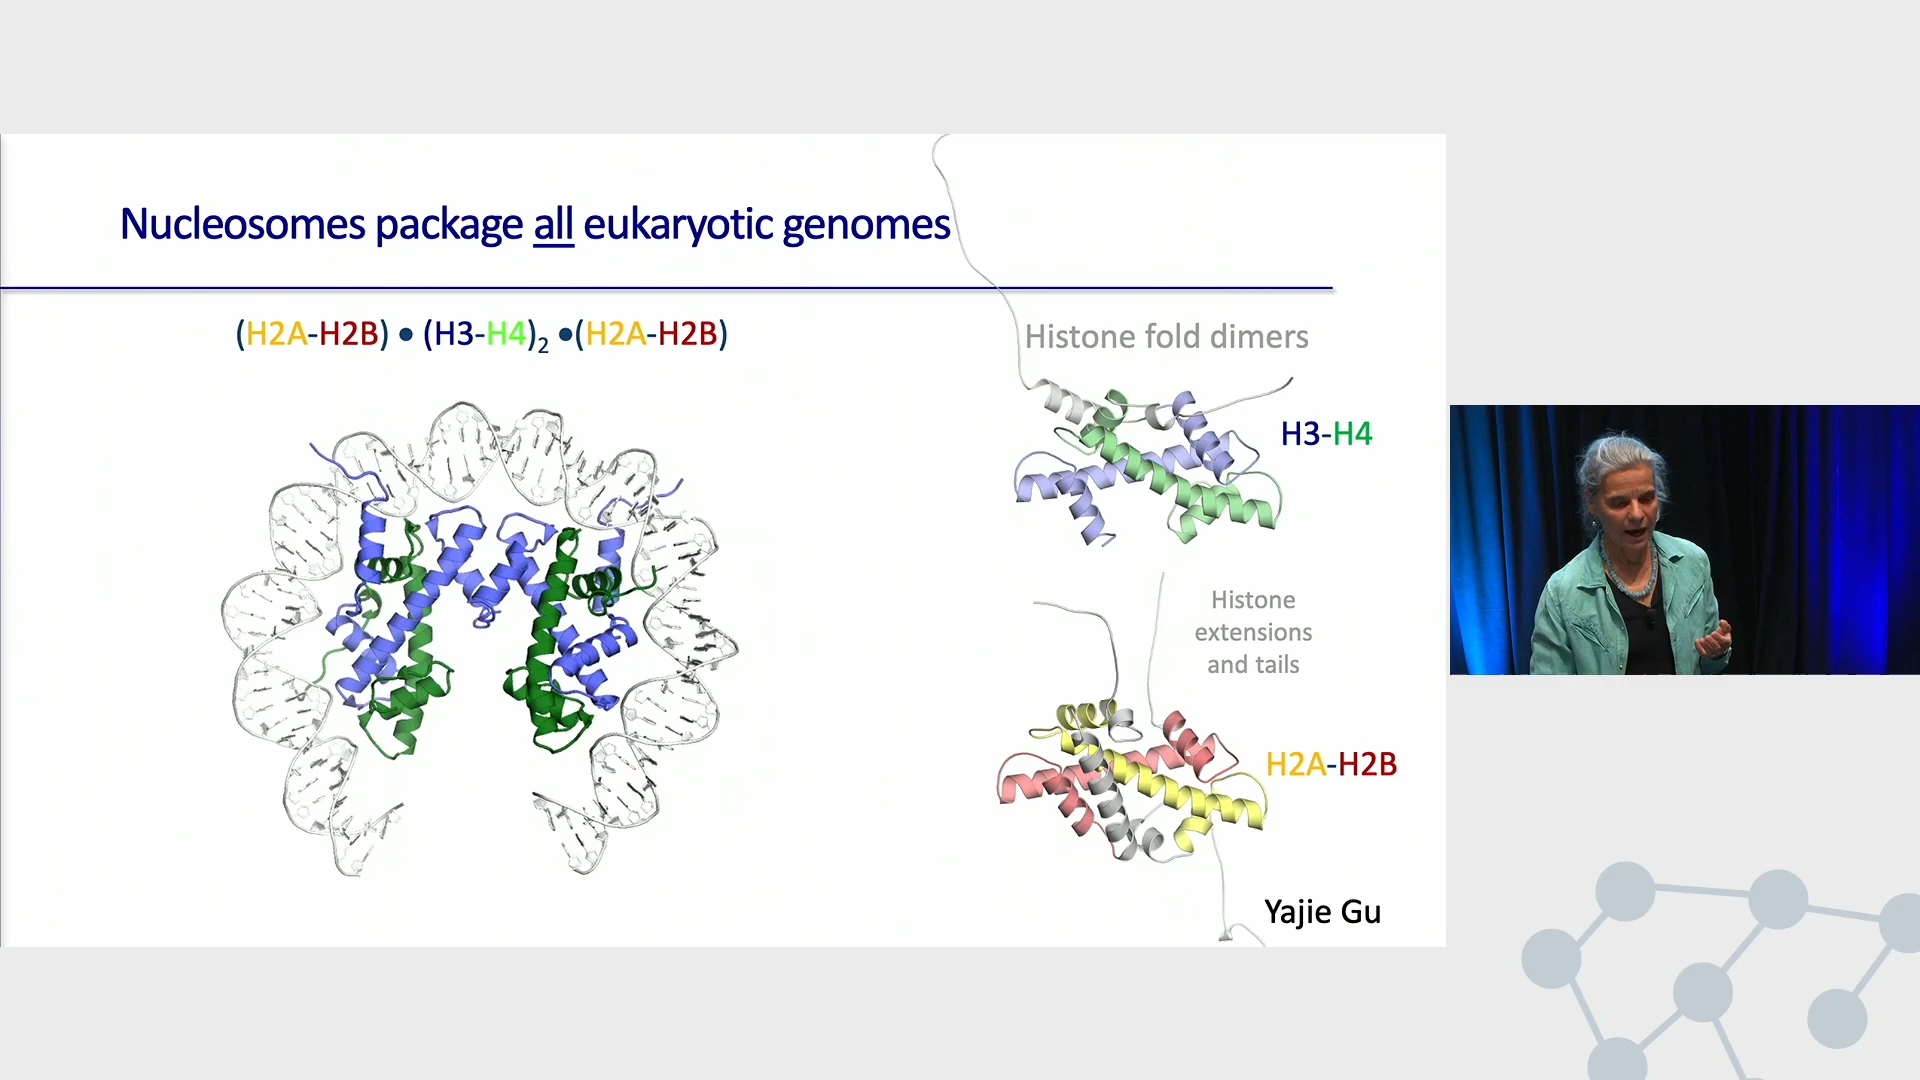 Nucleosomes package all eukaryotic genomes
(H2A-H2B) • (H3-H4)₂ •(H2A-H2B)
Histone fold dimers
H3-H4
Histone
extensions
and tails
H2A-H2B
Yajie Gu